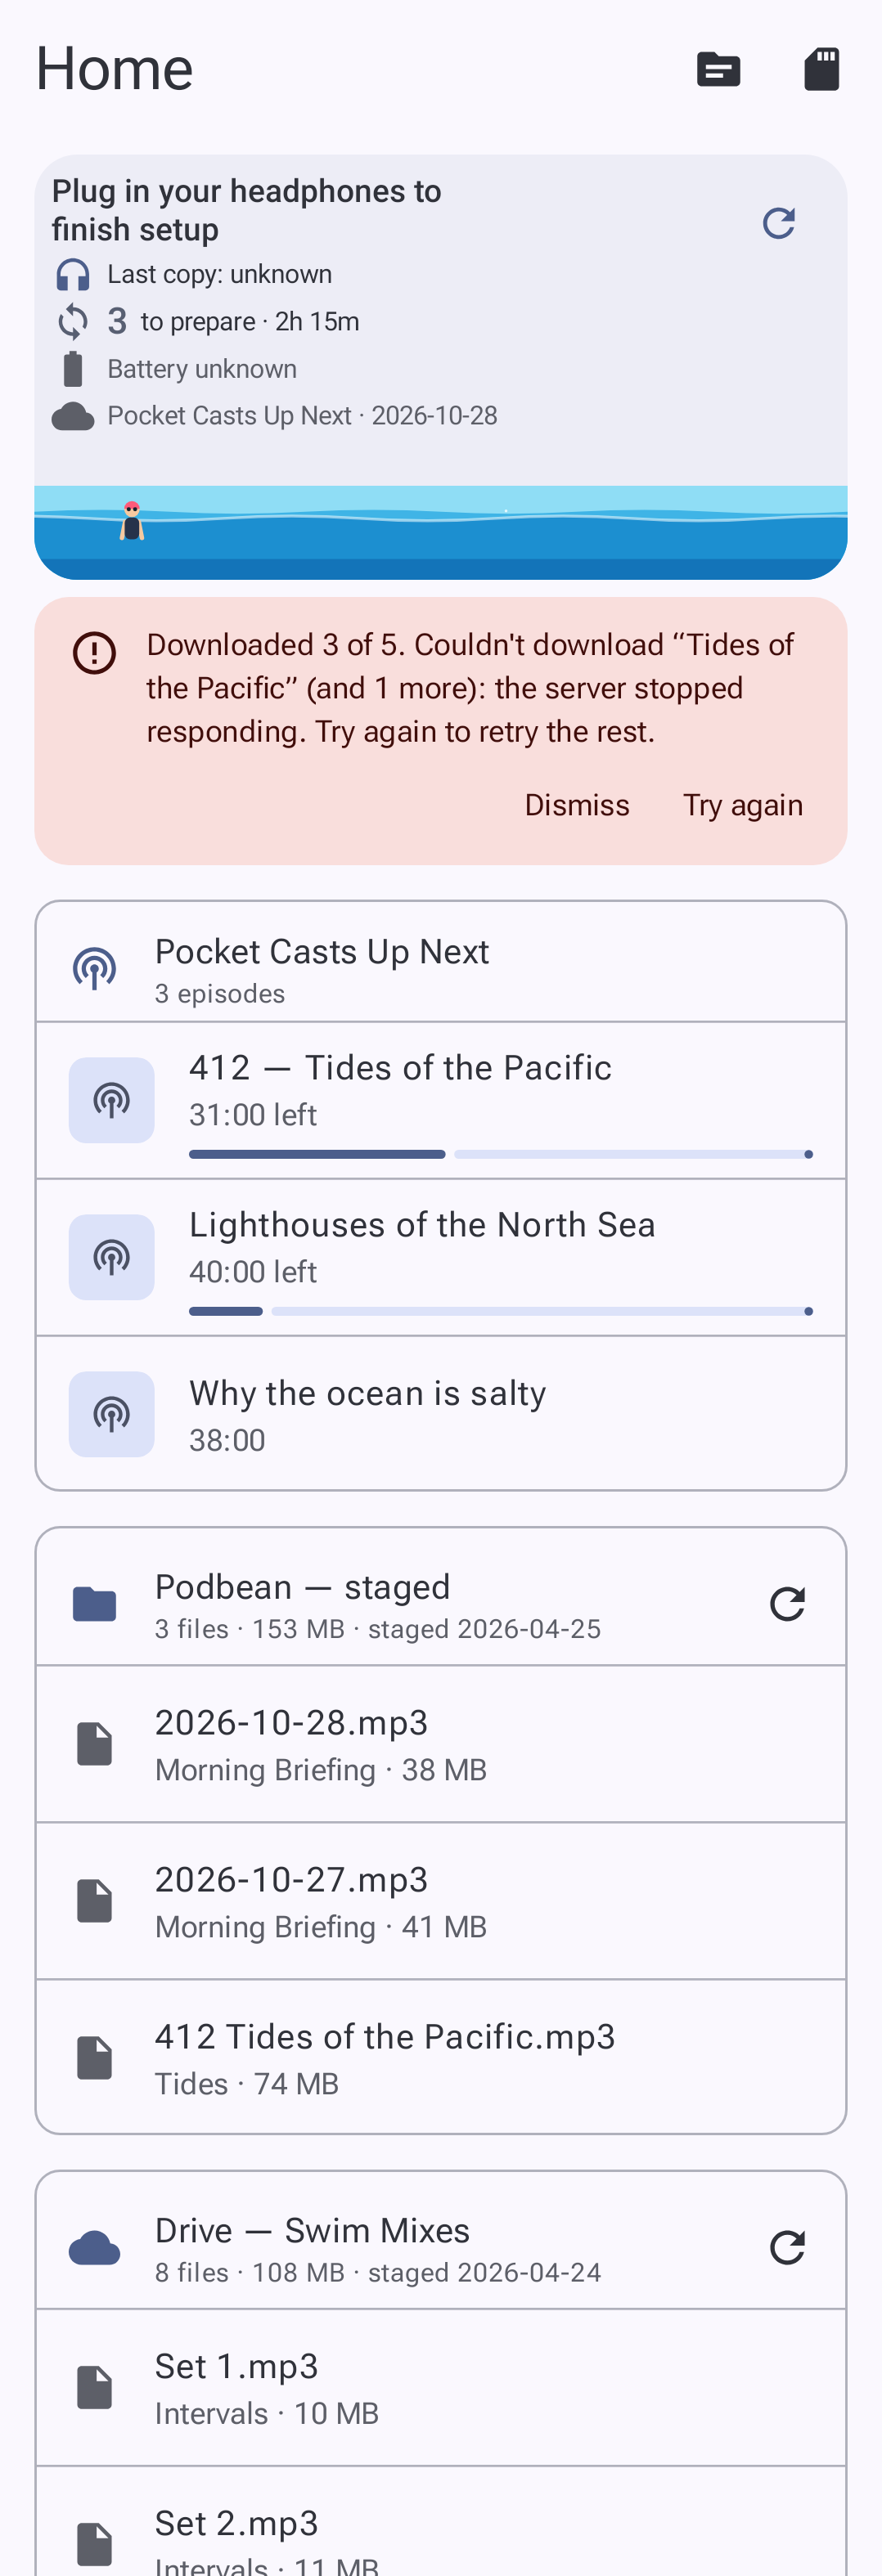 Home
Plug in your headphones to
finish setup
Last copy: unknown
3 to prepare · 2h 15m
Battery unknown
Pocket Casts Up Next · 2026-10-28
Downloaded 3 of 5. Couldn't download “Tides of
the Pacific” (and 1 more): the server stopped
responding. Try again to retry the rest.
Dismiss Try again
Pocket Casts Up Next
3 episodes
412 — Tides of the Pacific
31:00 left
Lighthouses of the North Sea
40:00 left
Why the ocean is salty
38:00
Podbean — staged
3 files · 153 MB · staged 2026-04-25
2026-10-28.mp3
Morning Briefing · 38 MB
2026-10-27.mp3
Morning Briefing · 41 MB
412 Tides of the Pacific.mp3
Tides · 74 MB
Drive — Swim Mixes
8 files · 108 MB · staged 2026-04-24
Set 1.mp3
Intervals · 10 MB
Set 2.mp3
Intervals · 11 MB